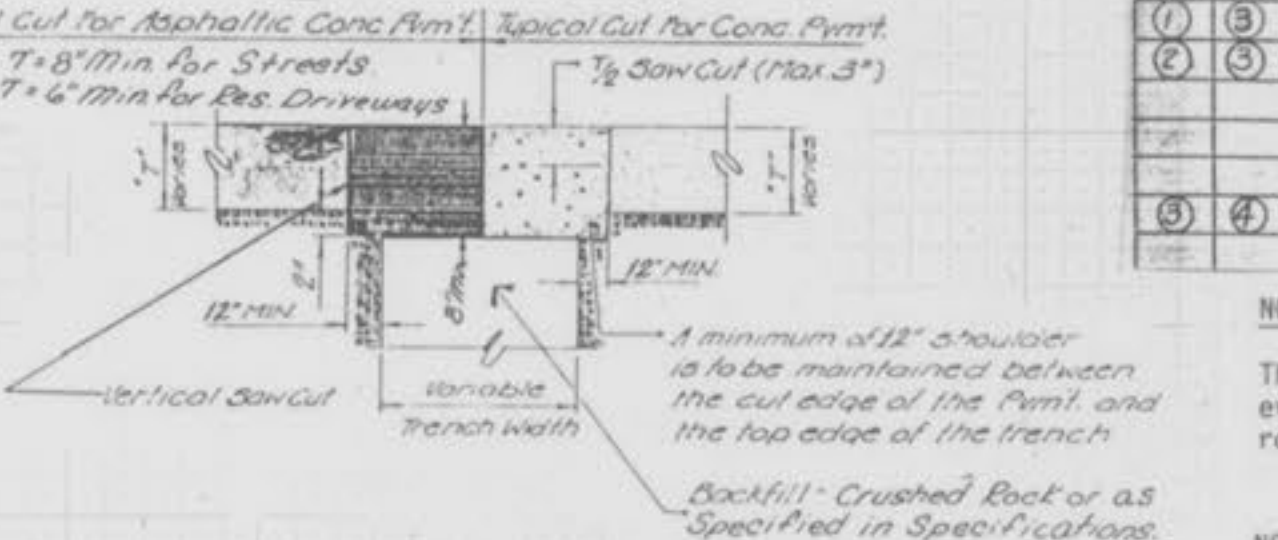 Cut For Asphaltic Conc Pvm't.
Typical Cut For Conc. Pvm't.
T=8" Min. for Streets
T=6" Min for Res. Driveways
T/2 Saw Cut (Max. 3")
"T"
Varies
"T"
Varies
2"
12" MIN.
8" Min
12" MIN.
Vertical Saw Cut
Variable
Trench Width
A minimum of 12" shoulder
is to be maintained between
the cut edge of the Pvm't. and
the top edge of the trench
Backfill - Crushed Rock or as
Specified in Specifications.
1 3
2 3
3 4